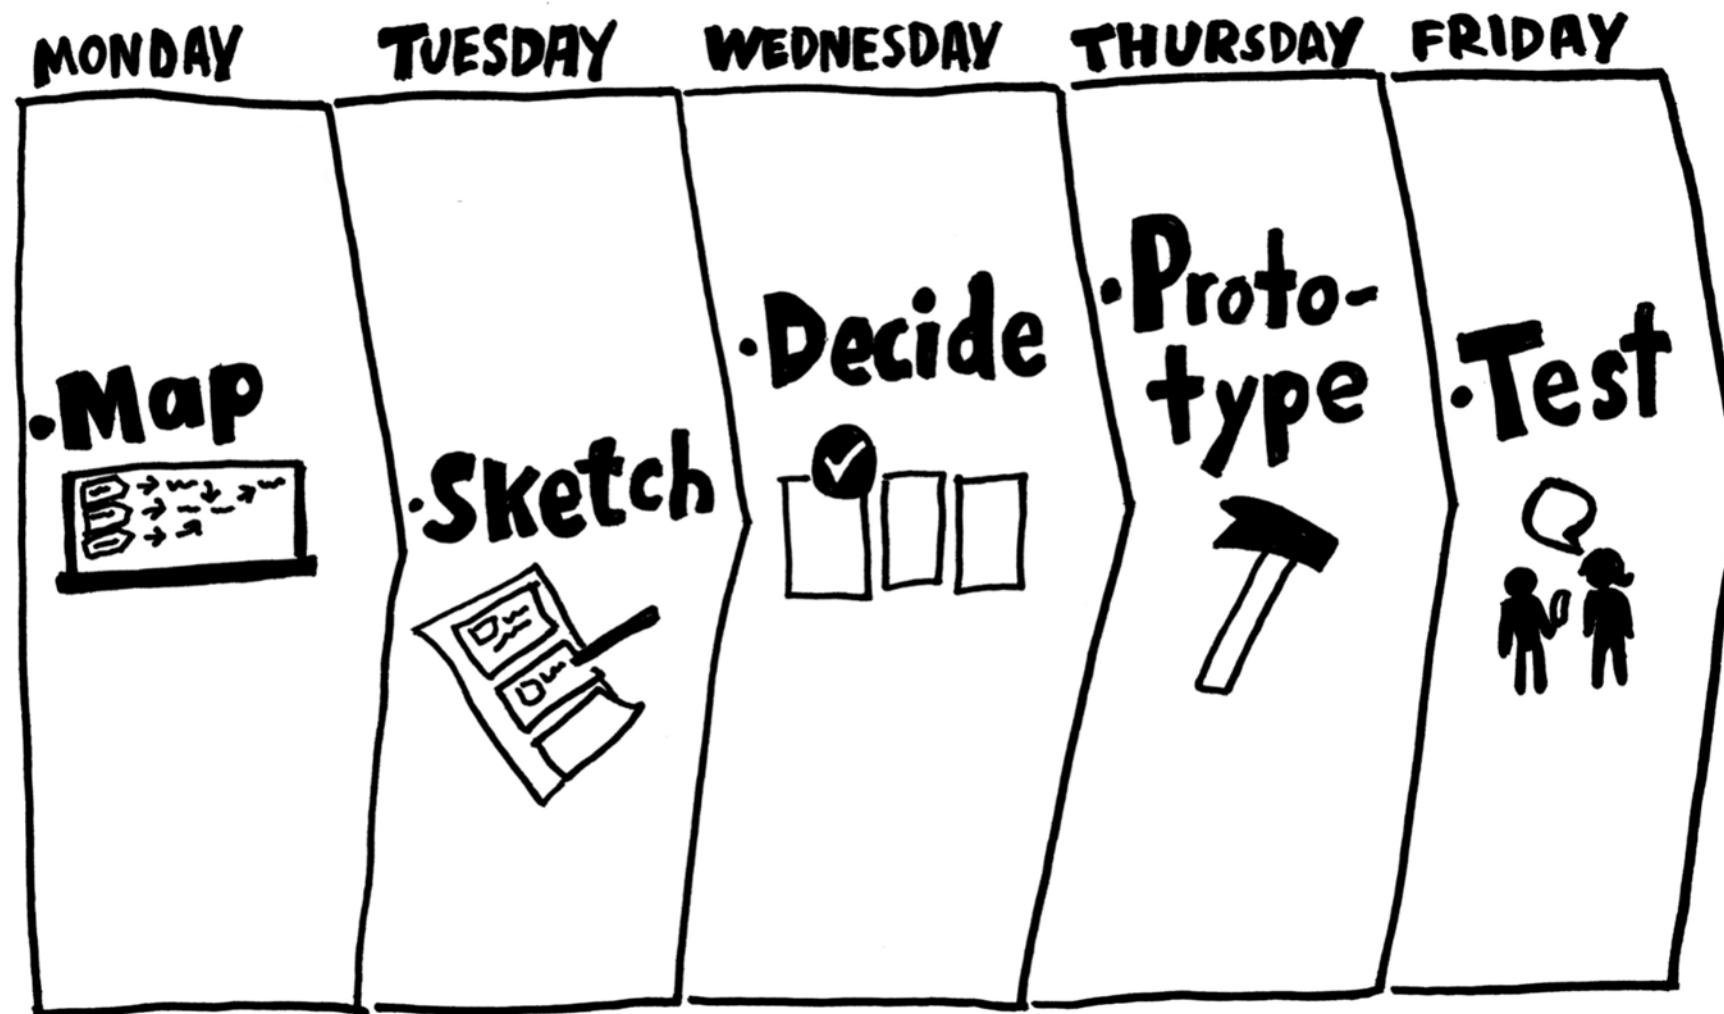 MONDAY TUESDAY WEDNESDAY THURSDAY FRIDAY
• Map
• Sketch
• Decide
• Proto-
type
• Test